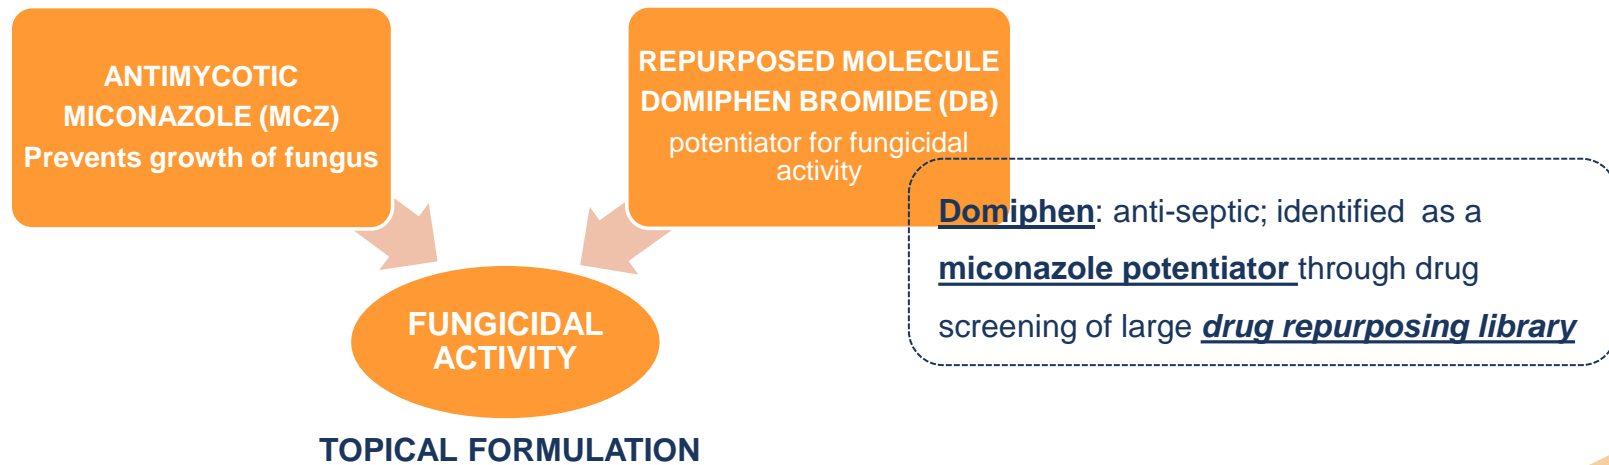 ANTIMYCOTIC
MICONAZOLE (MCZ)
Prevents growth of fungus
REPURPOSED MOLECULE
DOMIPHEN BROMIDE (DB)
potentiator for fungicidal
activity
Domiphen: anti-septic; identified as a
miconazole potentiator through drug
screening of large drug repurposing library
FUNGICIDAL
ACTIVITY
TOPICAL FORMULATION